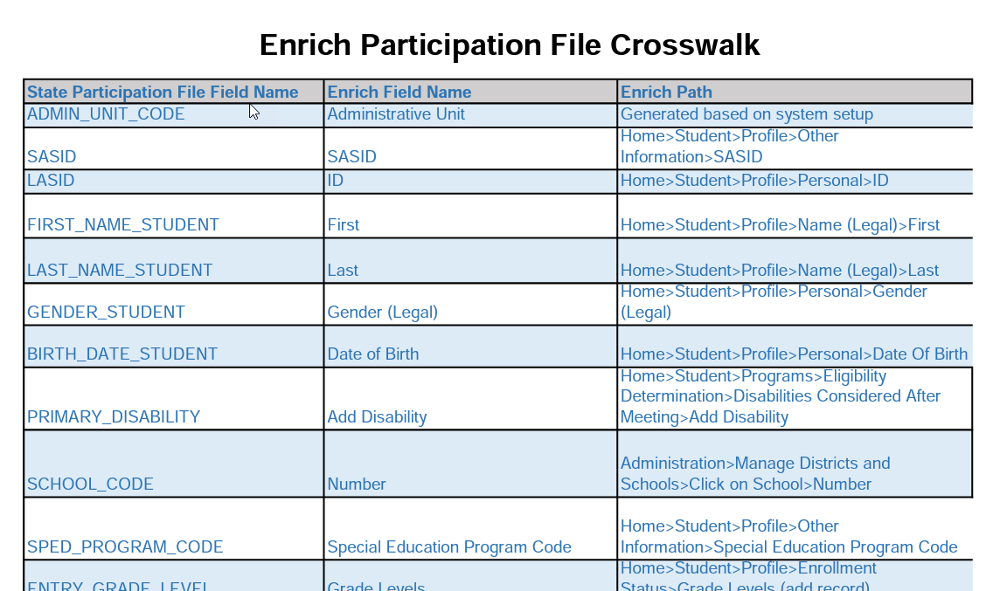 Enrich Participation File Crosswalk
State Participation File Field Name Enrich Field Name Enrich Path
ADMIN_UNIT_CODE Administrative Unit Generated based on system setup
Home>Student>Profile>Other
SASID SASID Information>SASID
LASID ID Home>Student>Profile>Personal>ID
FIRST_NAME_STUDENT First Home>Student>Profile>Name (Legal)>First
LAST_NAME_STUDENT Last Home>Student>Profile>Name (Legal)>Last
Home>Student>Profile>Personal>Gender
GENDER_STUDENT Gender (Legal) (Legal)
BIRTH_DATE_STUDENT Date of Birth Home>Student>Profile>Personal>Date Of Birth
Home>Student>Programs>Eligibility
Determination>Disabilities Considered After
PRIMARY_DISABILITY Add Disability Meeting>Add Disability
Administration>Manage Districts and
SCHOOL_CODE Number Schools>Click on School>Number
Home>Student>Profile>Other
SPED_PROGRAM_CODE Special Education Program Code Information>Special Education Program Code
Home>Student>Profile>Enrollment
ENTRY_GRADE_LEVEL Grade Levels Status>Grade Levels (add record)